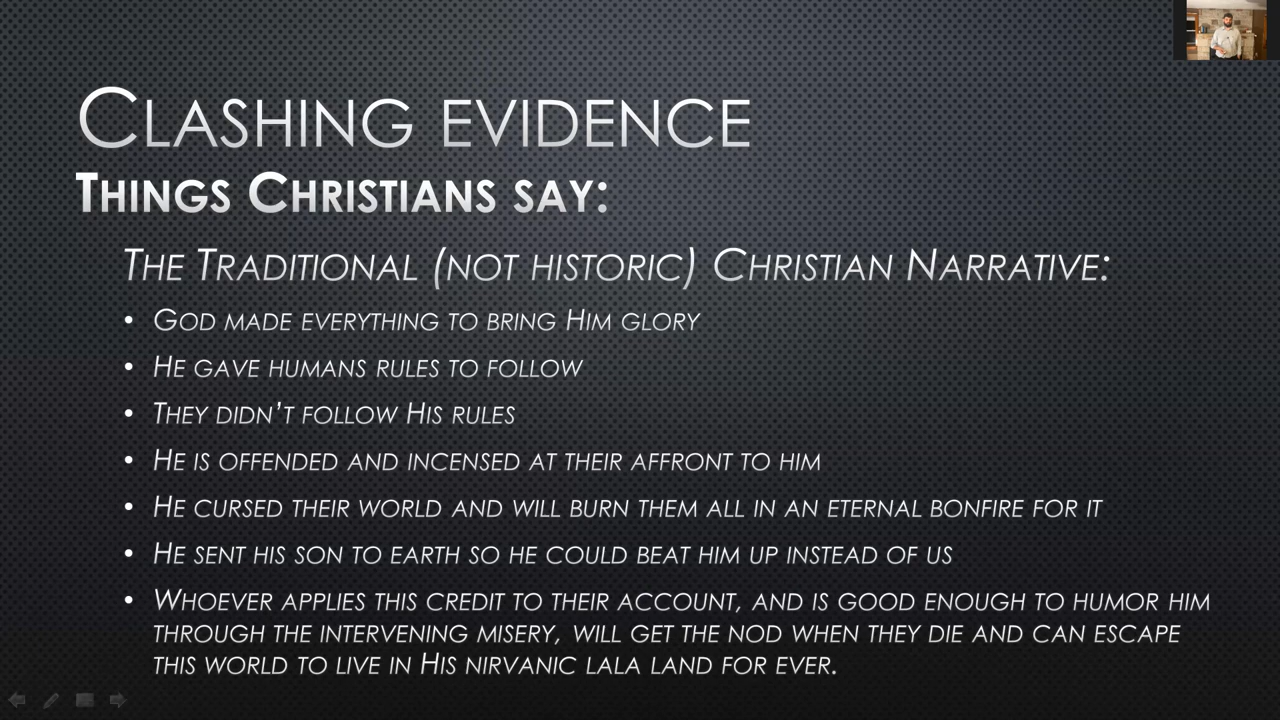 Clashing evidence
Things Christians say:
The Traditional (not historic) Christian Narrative:
• God made everything to bring Him glory
• He gave humans rules to follow
• They didn't follow His rules
• He is offended and incensed at their affront to him
• He cursed their world and will burn them all in an eternal bonfire for it
• He sent his son to earth so he could beat him up instead of us
• Whoever applies this credit to their account, and is good enough to humor him
through the intervening misery, will get the nod when they die and can escape
this world to live in His nirvanic lala land for ever.